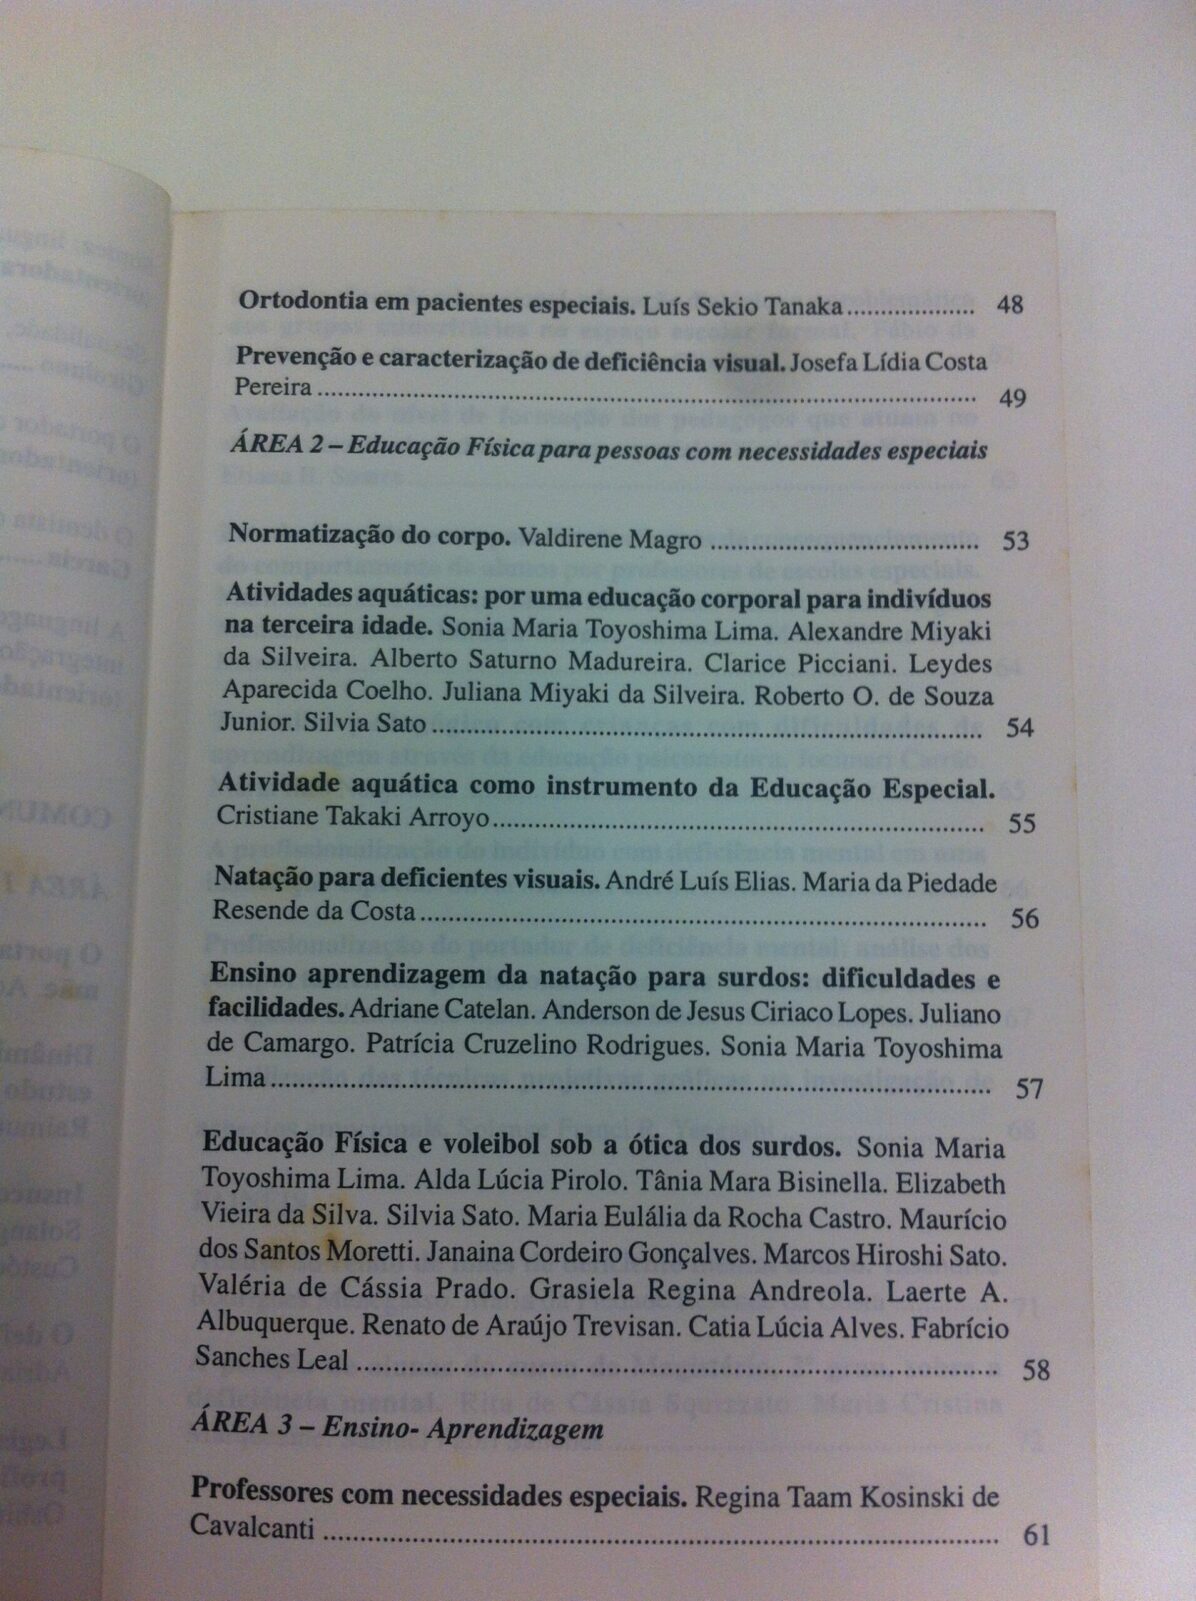 Ortodontia em pacientes especiais. Luís Sekio Tanaka................... 48
Prevenção e caracterização de deficiência visual. Josefa Lídia Costa
Pereira ................................................................................................ 49
ÁREA 2 – Educação Física para pessoas com necessidades especiais
Normatização do corpo. Valdirene Magro ........................................ 53
Atividades aquáticas: por uma educação corporal para indivíduos
na terceira idade. Sonia Maria Toyoshima Lima. Alexandre Miyaki
da Silveira. Alberto Saturno Madureira. Clarice Picciani. Leydes
Aparecida Coelho. Juliana Miyaki da Silveira. Roberto O. de Souza
Junior. Silvia Sato ................................................................................ 54
Atividade aquática como instrumento da Educação Especial.
Cristiane Takaki Arroyo........................................................................ 55
Natação para deficientes visuais. André Luís Elias. Maria da Piedade
Resende da Costa ................................................................................ 56
Ensino aprendizagem da natação para surdos: dificuldades e
facilidades. Adriane Catelan. Anderson de Jesus Ciriaco Lopes. Juliano
de Camargo. Patrícia Cruzelino Rodrigues. Sonia Maria Toyoshima
Lima .................................................................................................... 57
Educação Física e voleibol sob a ótica dos surdos. Sonia Maria
Toyoshima Lima. Alda Lúcia Pirolo. Tânia Mara Bisinella. Elizabeth
Vieira da Silva. Silvia Sato. Maria Eulália da Rocha Castro. Maurício
dos Santos Moretti. Janaina Cordeiro Gonçalves. Marcos Hiroshi Sato.
Valéria de Cássia Prado. Grasiela Regina Andreola. Laerte A.
Albuquerque. Renato de Araújo Trevisan. Catia Lúcia Alves. Fabrício
Sanches Leal ........................................................................................ 58
ÁREA 3 – Ensino- Aprendizagem
Professores com necessidades especiais. Regina Taam Kosinski de
Cavalcanti ............................................................................................ 61